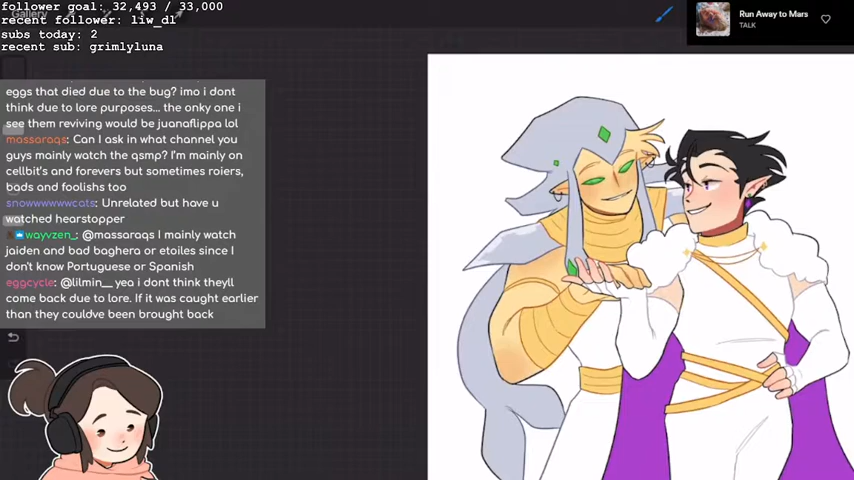 Gallery
follower goal: 32,493 / 33,000
recent follower: liw_dl
subs today: 2
recent sub: grimlyluna
Run Away to Mars
TALK
eggs that died due to the bug? imo i dont
think due to lore purposes... the onky one i
see them reviving would be juanaflippa lol
massaraqs: Can I ask in what channel you
guys mainly watch the qsmp? I'm mainly on
cellbit's and forevers but sometimes roiers,
bads and foolishs too
snowwwwwwcats: Unrelated but have u
watched hearstopper
wayvzen_: @massaraqs I mainly watch
jaiden and bad baghera or etoiles since I
don't know Portuguese or Spanish
eggcycle: @lilmin__ yea i dont think theyll
come back due to lore. If it was caught earlier
than they couldve been brought back